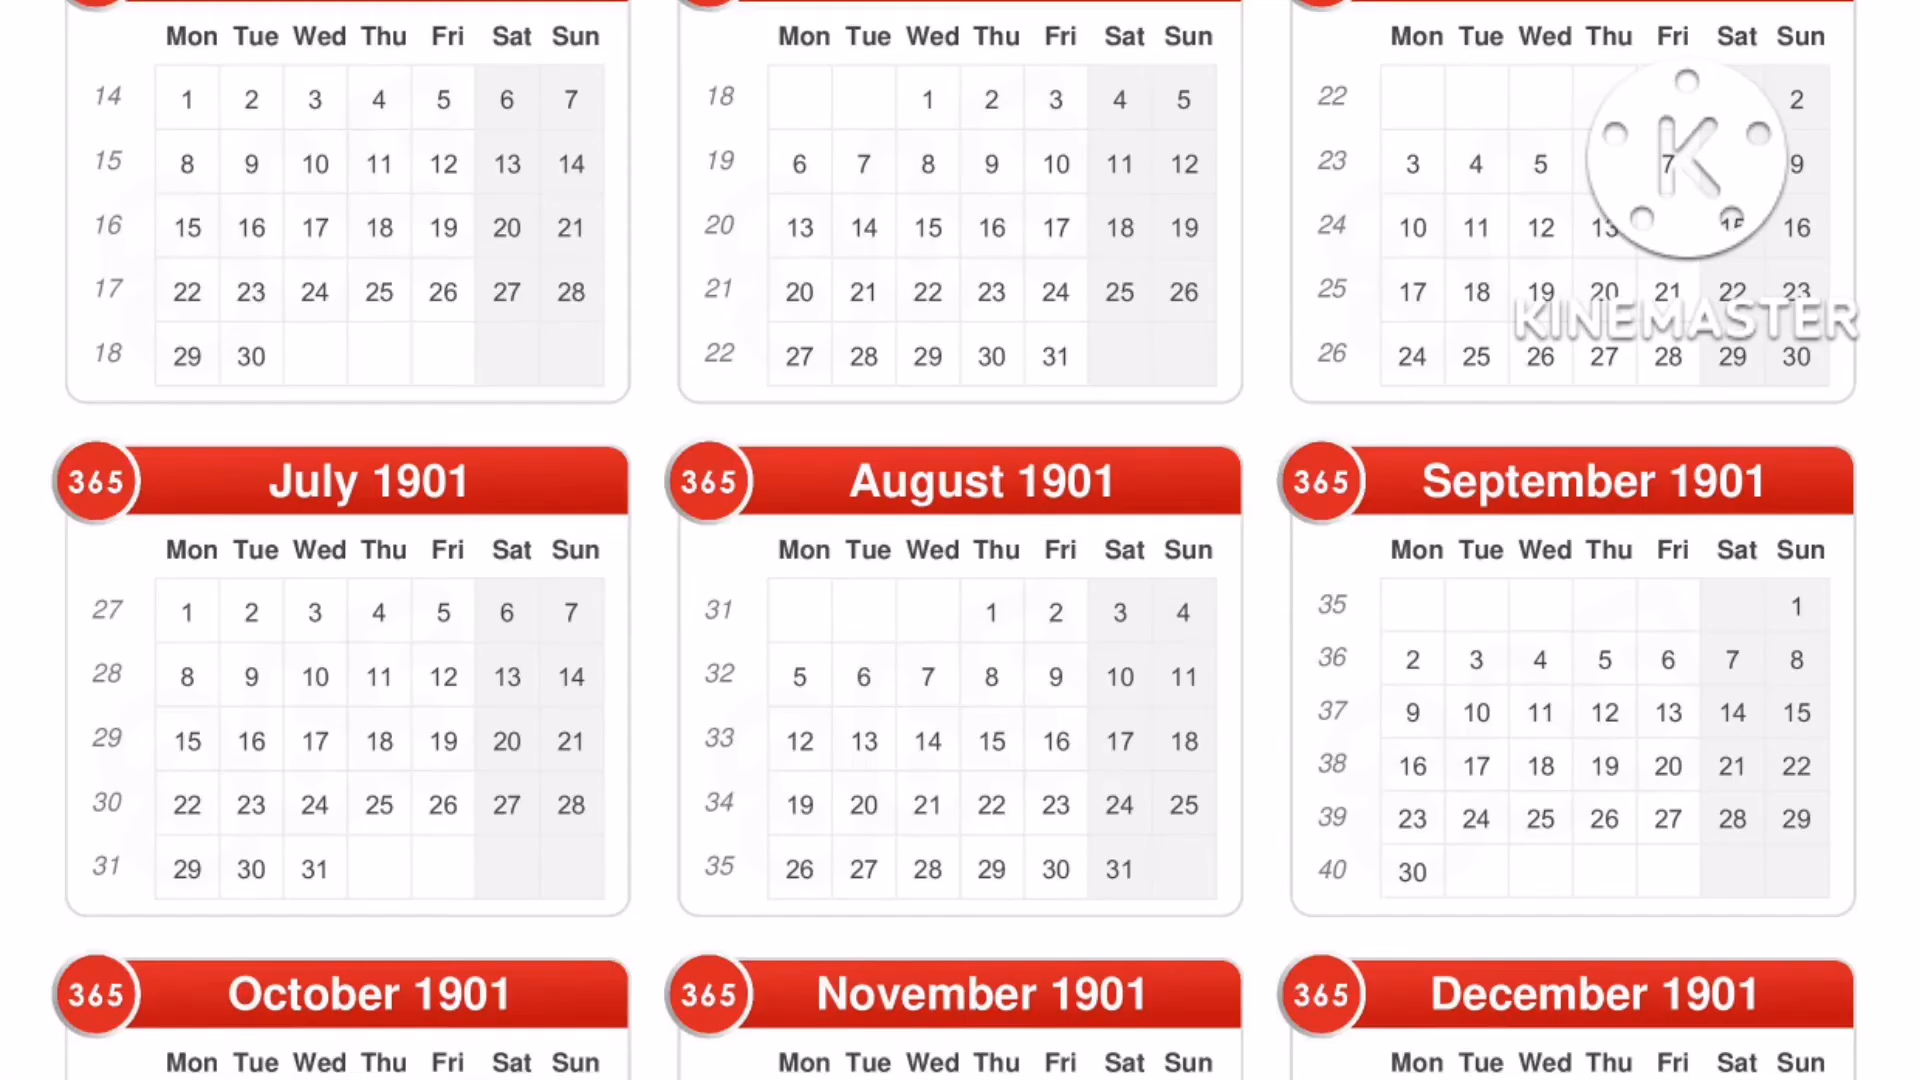 Mon Tue Wed Thu Fri Sat Sun
14 1 2 3 4 5 6 7
15 8 9 10 11 12 13 14
16 15 16 17 18 19 20 21
17 22 23 24 25 26 27 28
18 29 30
Mon Tue Wed Thu Fri Sat Sun
18 1 2 3 4 5
19 6 7 8 9 10 11 12
20 13 14 15 16 17 18 19
21 20 21 22 23 24 25 26
22 27 28 29 30 31
Mon Tue Wed Thu Fri Sat Sun
22 2
23 3 4 5 7 9
24 10 11 12 13 15 16
25 17 18 19 20 21 22 23
26 24 25 26 27 28 29 30
K
KINEMASTER
365 July 1901
Mon Tue Wed Thu Fri Sat Sun
27 1 2 3 4 5 6 7
28 8 9 10 11 12 13 14
29 15 16 17 18 19 20 21
30 22 23 24 25 26 27 28
31 29 30 31
365 August 1901
Mon Tue Wed Thu Fri Sat Sun
31 1 2 3 4
32 5 6 7 8 9 10 11
33 12 13 14 15 16 17 18
34 19 20 21 22 23 24 25
35 26 27 28 29 30 31
365 September 1901
Mon Tue Wed Thu Fri Sat Sun
35 1
36 2 3 4 5 6 7 8
37 9 10 11 12 13 14 15
38 16 17 18 19 20 21 22
39 23 24 25 26 27 28 29
40 30
365 October 1901
Mon Tue Wed Thu Fri Sat Sun
365 November 1901
Mon Tue Wed Thu Fri Sat Sun
365 December 1901
Mon Tue Wed Thu Fri Sat Sun